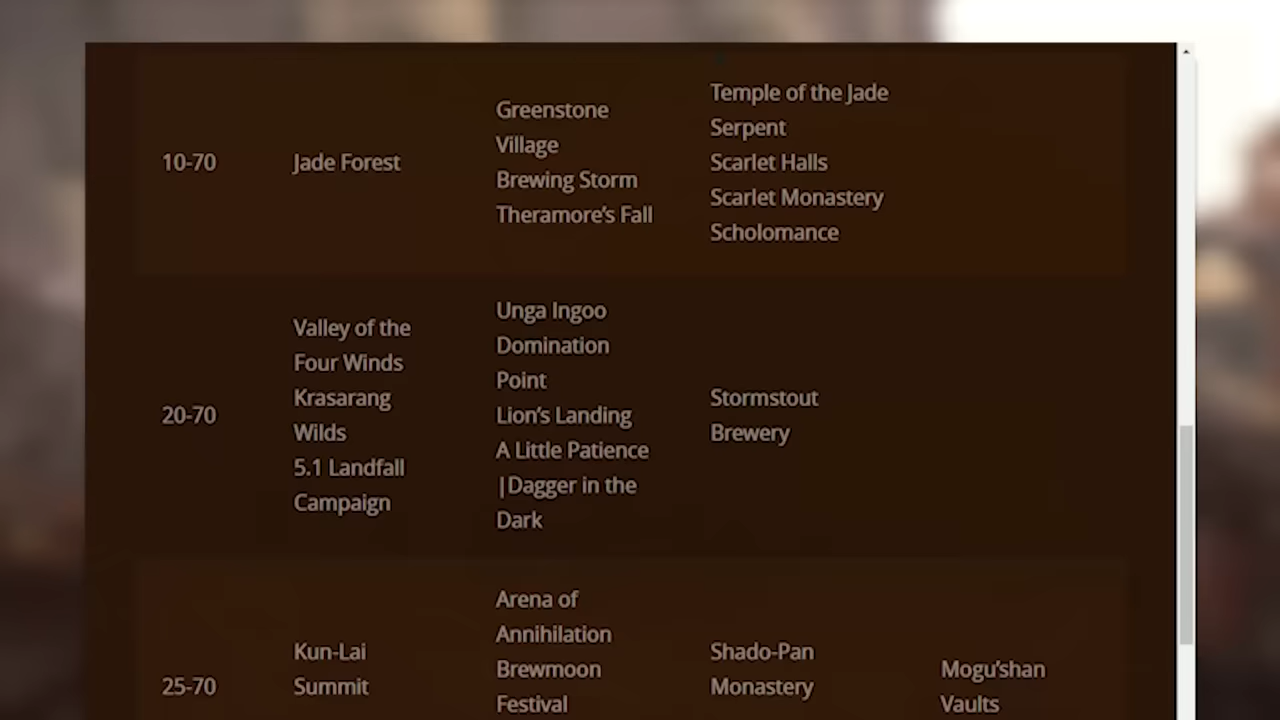 10-70
Jade Forest
Greenstone
Village
Brewing Storm
Theramore's Fall
Temple of the Jade
Serpent
Scarlet Halls
Scarlet Monastery
Scholomance
20-70
Valley of the
Four Winds
Krasarang
Wilds
5.1 Landfall
Campaign
Unga Ingoo
Domination
Point
Lion's Landing
A Little Patience
|Dagger in the
Dark
Stormstout
Brewery
25-70
Kun-Lai
Summit
Arena of
Annihilation
Brewmoon
Festival
Shado-Pan
Monastery
Mogu'shan
Vaults